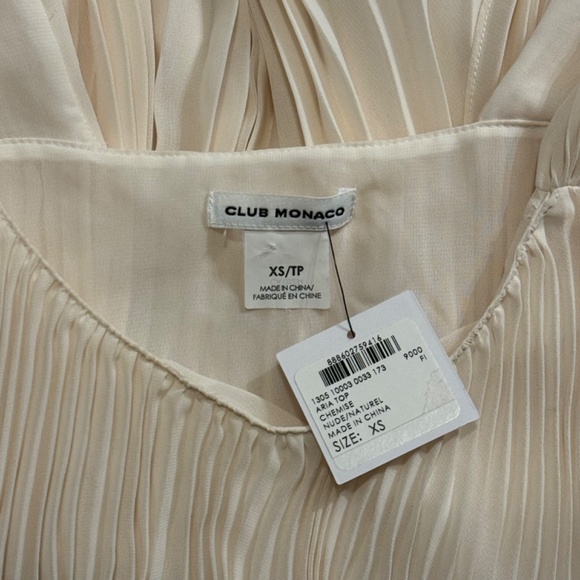 CLUB MONACO
XS/TP
MADE IN CHINA/
FABRIQUÉ EN CHINE
888602759416
1305 10003 0033 173 9000
ARIA TOP FI
CHEMISE
NUDE/NATUREL
MADE IN CHINA
SIZE: XS